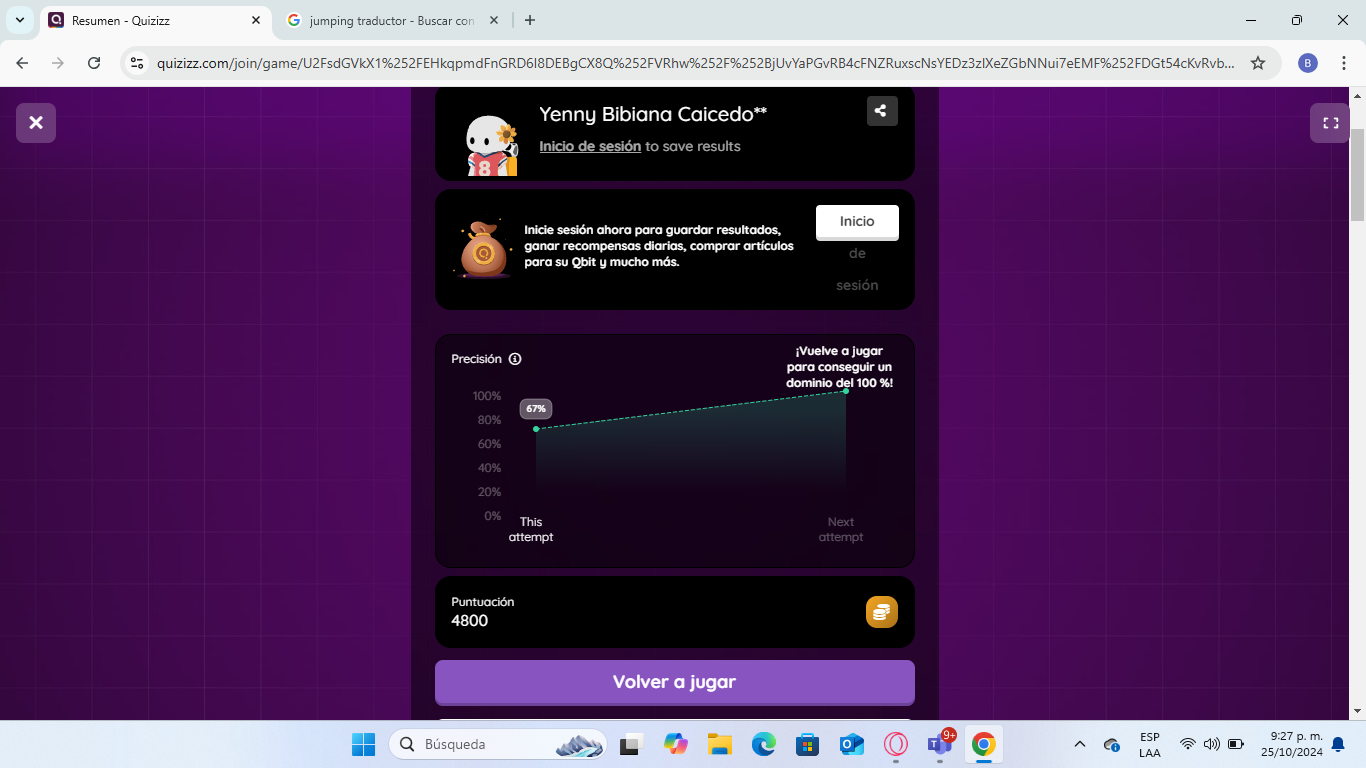 Resumen - Quizizz
jumping traductor - Buscar con
quizizz.com/join/game/U2FsdGVkX1%252FEHkqpmdFnGRD6I8DEBgCX8Q%252FVRhw%252F%252BjUvYaPGvRB4cFNZRuxscNsYEDz3zIXeZGbNNui7eEMF%252FDGt54cKvRvb...
B
Yenny Bibiana Caicedo**
Inicio de sesión to save results
8
Inicie sesión ahora para guardar resultados,
ganar recompensas diarias, comprar artículos
para su Qbit y mucho más.
Inicio
de
sesión
Precisión
¡Vuelve a jugar
para conseguir un
dominio del 100 %!
100%
67%
80%
60%
40%
20%
0%
This
attempt
Next
attempt
Puntuación
4800
Volver a jugar
Búsqueda
9+
ESP
LAA
9:27 p. m.
25/10/2024